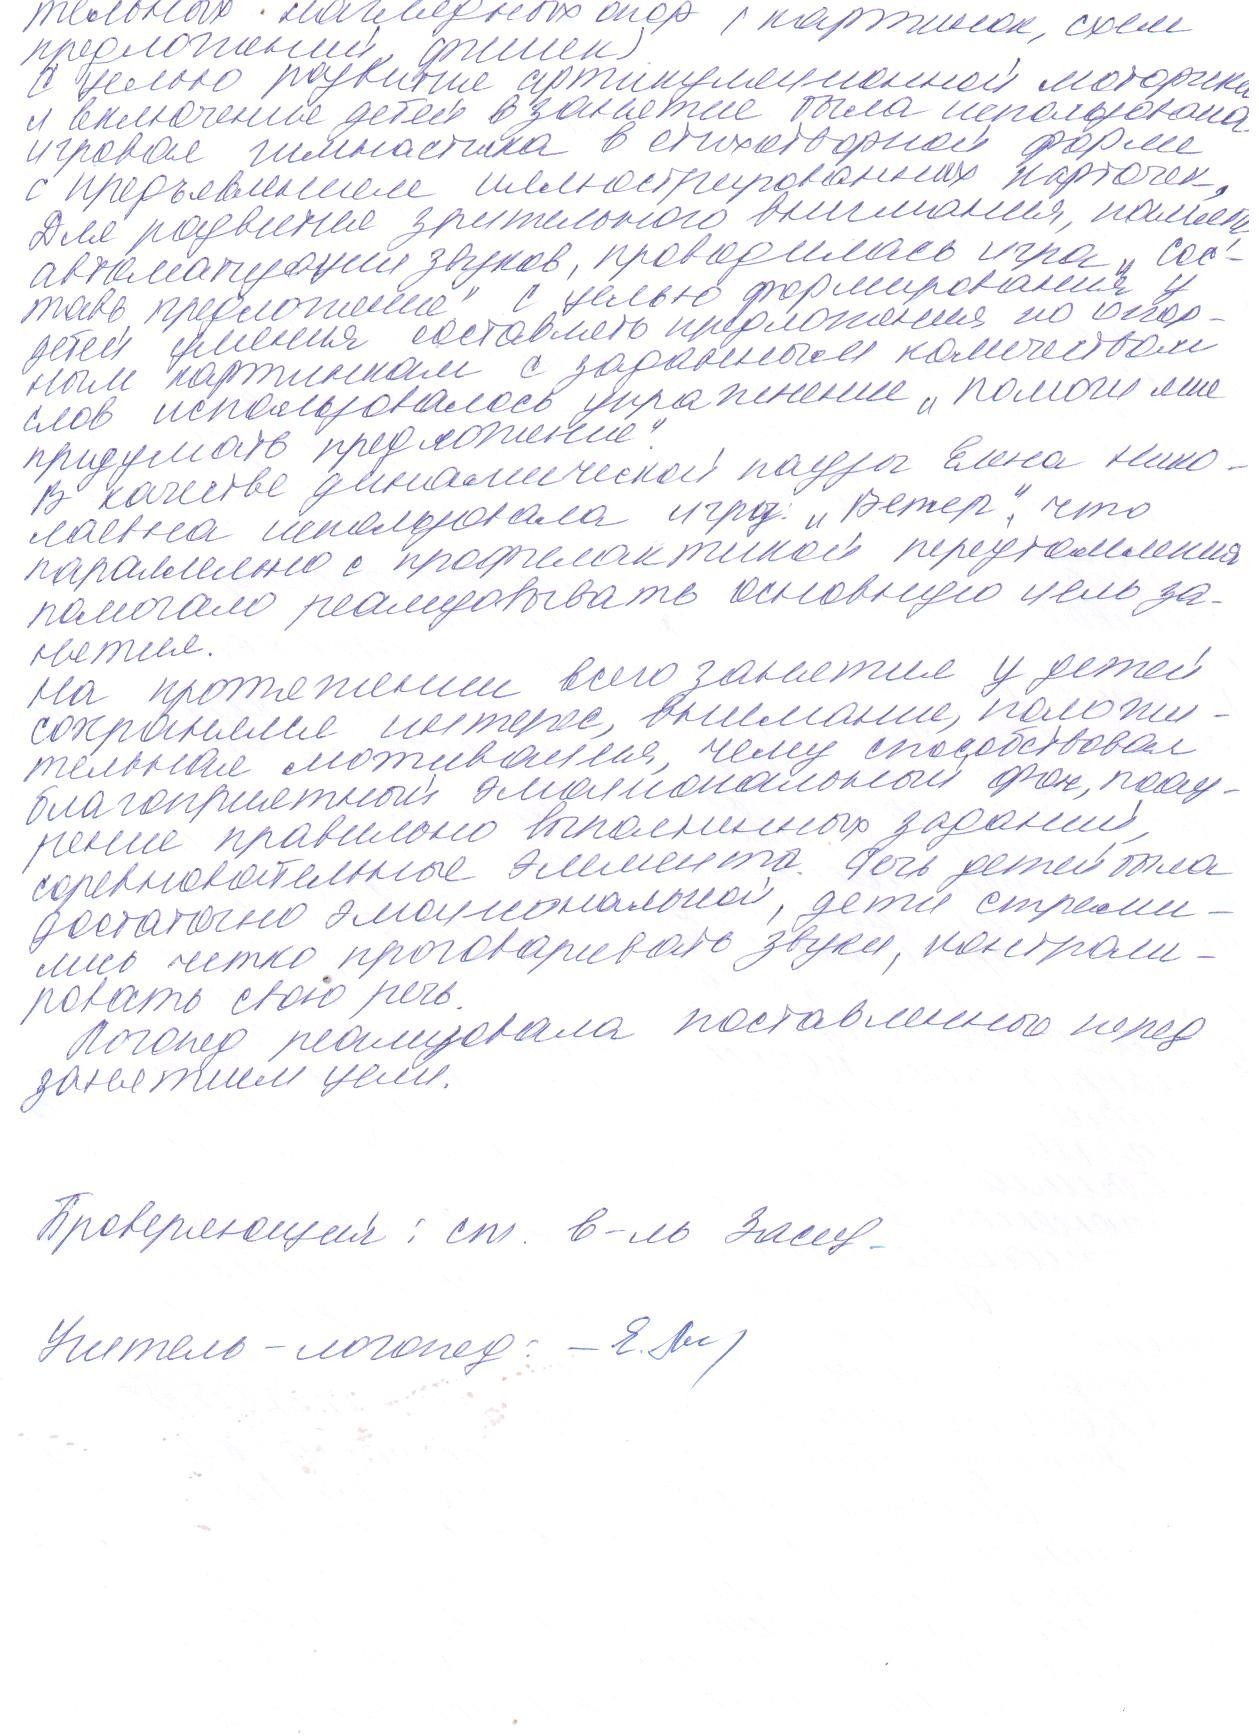 тельных наглядных опор (картинок, схем
предложений, фишек)
С целью развития артикуляционной моторики
и включение детей в занятие была использована
игровая гимнастика в стихотворной форме
с предъявлением иллюстрированных карточек,
Для развития зрительного внимания, памяти
автоматизации звуков, проводилась игра „Сос-
тавь предложение" С целью формирования у
детей умения составлять предложения по опор-
ным картинкам с заданным количеством
слов использовалось упражнение „Помоги мне
придумать предложение".
В качестве динамической паузы Елена Нико-
лаевна использовала игру: „Ветер", что
параллельно с профилактикой переутомления
помогало реализовывать основную цель за-
нятия.
На протяжении всего занятия у детей
сохранялся интерес, внимание, положи-
тельная мотивация, чему способствовал
благоприятный эмоциональный фон, поощ-
рение правильно выполненных заданий,
соревновательные элементы. Речь детей была
достаточно эмоциональной, дети стреми-
лись четко проговаривать звуки, контроли-
ровать свою речь.
Логопед реализовала поставленные перед
занятием цели.
Проверяющий: ст. в-ль
Учитель-логопед: – Е.